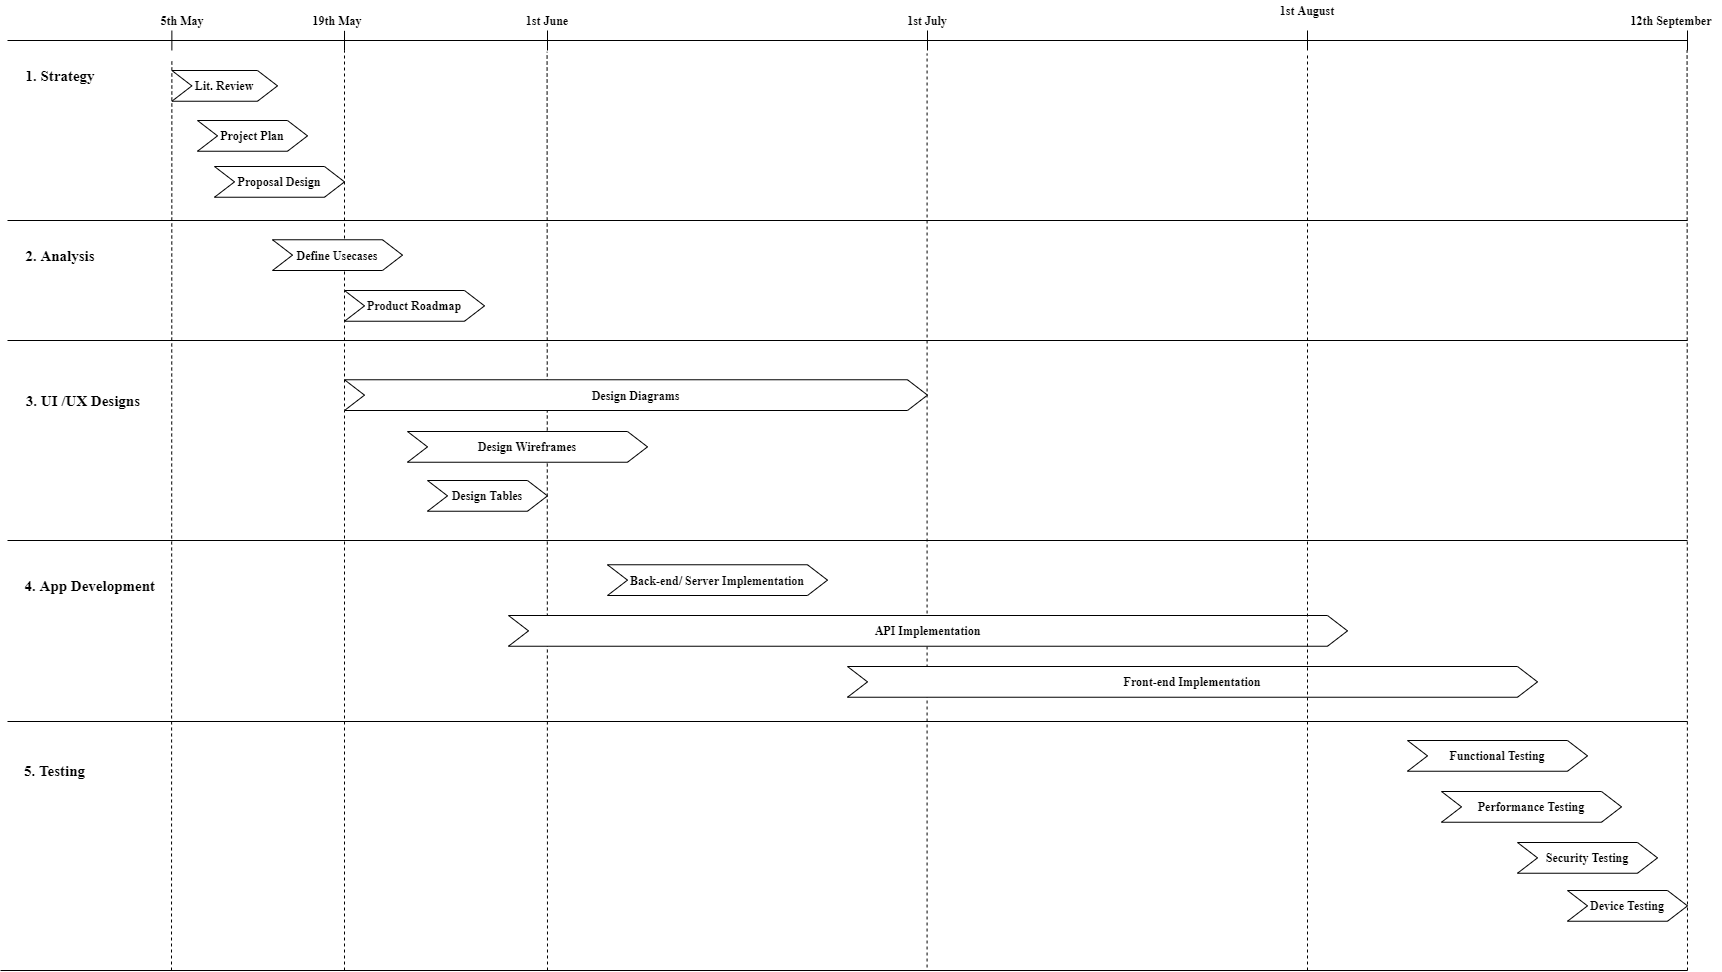 5th May
19th May
1st June
1st July
1st August
12th September
1. Strategy
Lit. Review
Project Plan
Proposal Design
2. Analysis
Define Usecases
Product Roadmap
3. UI /UX Designs
Design Diagrams
Design Wireframes
Design Tables
4. App Development
Back-end/ Server Implementation
API Implementation
Front-end Implementation
5. Testing
Functional Testing
Performance Testing
Security Testing
Device Testing